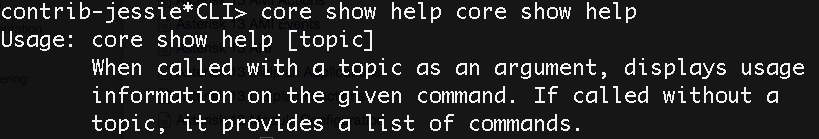 contrib-jessie*CLI> core show help core show help
Usage: core show help [topic]
When called with a topic as an argument, displays usage
information on the given command. If called without a
topic, it provides a list of commands.